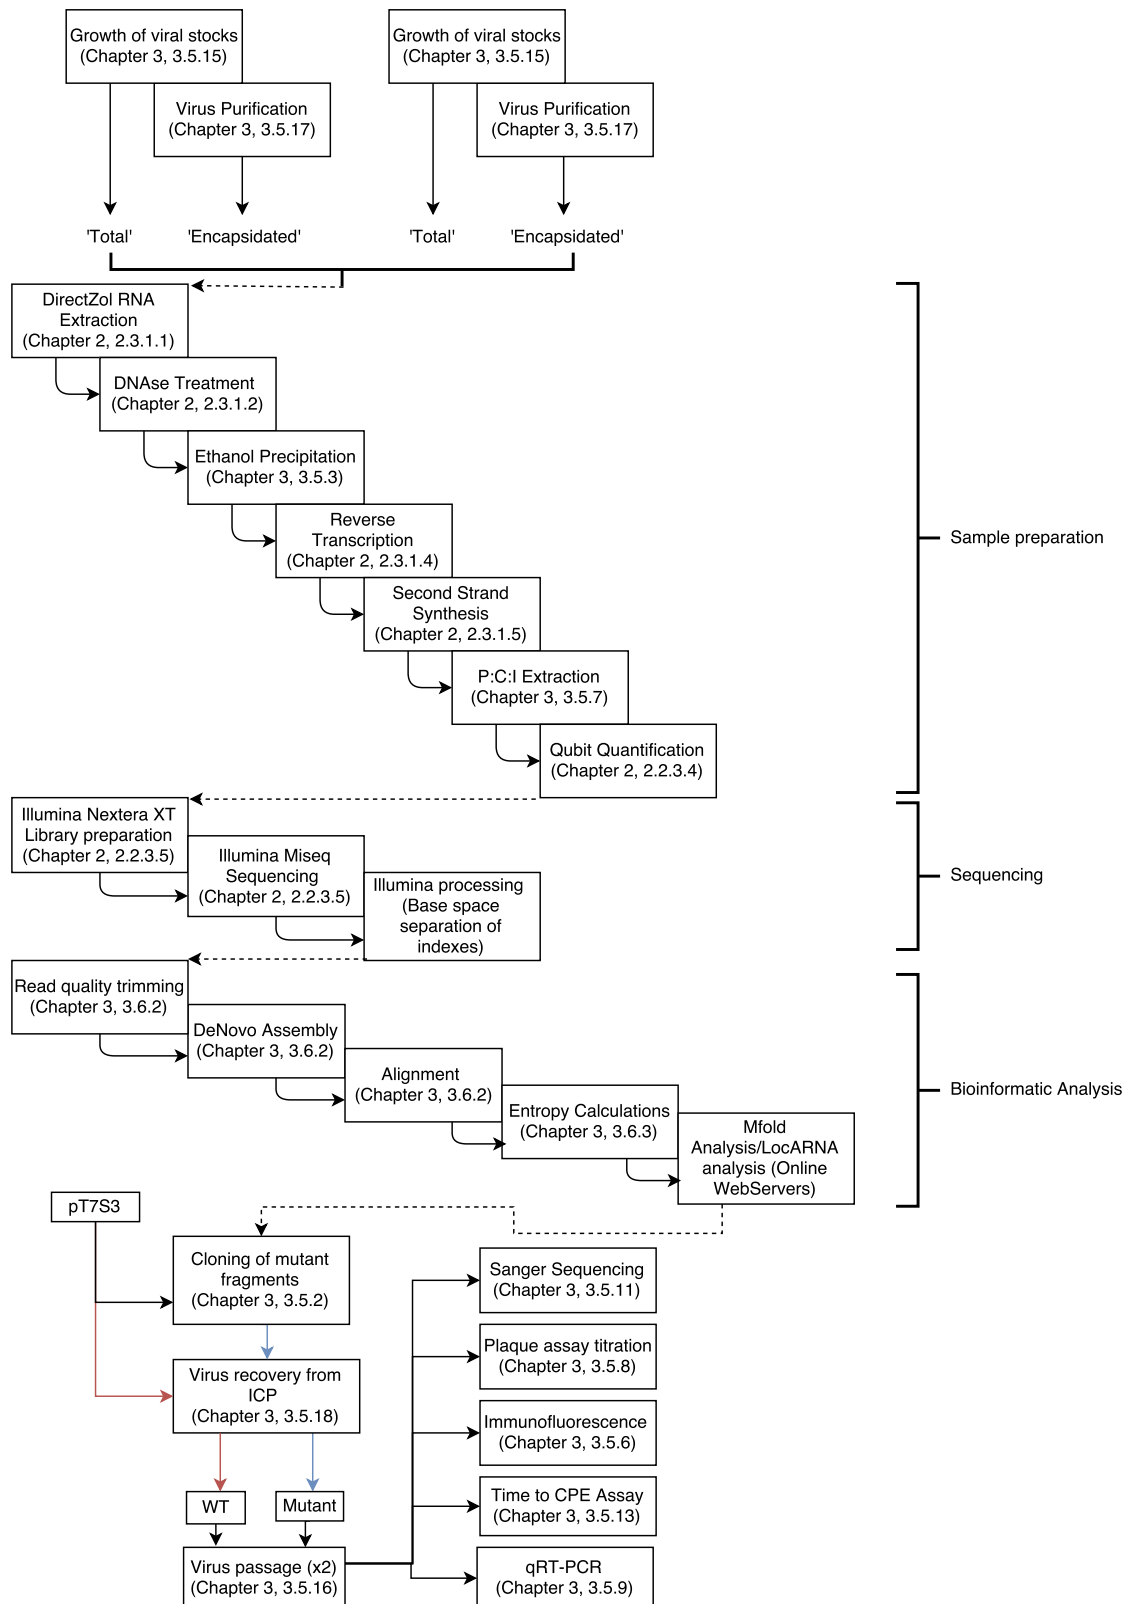 Growth of viral stocks
(Chapter 3, 3.5.15)
Growth of viral stocks
(Chapter 3, 3.5.15)
Virus Purification
(Chapter 3, 3.5.17)
Virus Purification
(Chapter 3, 3.5.17)
'Total'
'Encapsidated'
'Total'
'Encapsidated'
DirectZol RNA
Extraction
(Chapter 2, 2.3.1.1)
DNAse Treatment
(Chapter 2, 2.3.1.2)
Ethanol Precipitation
(Chapter 3, 3.5.3)
Reverse
Transcription
(Chapter 2, 2.3.1.4)
Sample preparation
Second Strand
Synthesis
(Chapter 2, 2.3.1.5)
P:C:I Extraction
(Chapter 3, 3.5.7)
Qubit Quantification
(Chapter 2, 2.2.3.4)
Illumina Nextera XT
Library preparation
(Chapter 2, 2.2.3.5)
Illumina Miseq
Sequencing
(Chapter 2, 2.2.3.5)
Illumina processing
(Base space
separation of
indexes)
Sequencing
Read quality trimming
(Chapter 3, 3.6.2)
DeNovo Assembly
(Chapter 3, 3.6.2)
Alignment
(Chapter 3, 3.6.2)
Entropy Calculations
(Chapter 3, 3.6.3)
Mfold
Analysis/LocARNA
analysis (Online
WebServers)
Bioinformatic Analysis
pT7S3
Cloning of mutant
fragments
(Chapter 3, 3.5.2)
Virus recovery from
ICP
(Chapter 3, 3.5.18)
WT
Mutant
Virus passage (x2)
(Chapter 3, 3.5.16)
Sanger Sequencing
(Chapter 3, 3.5.11)
Plaque assay titration
(Chapter 3, 3.5.8)
Immunofluorescence
(Chapter 3, 3.5.6)
Time to CPE Assay
(Chapter 3, 3.5.13)
qRT-PCR
(Chapter 3, 3.5.9)